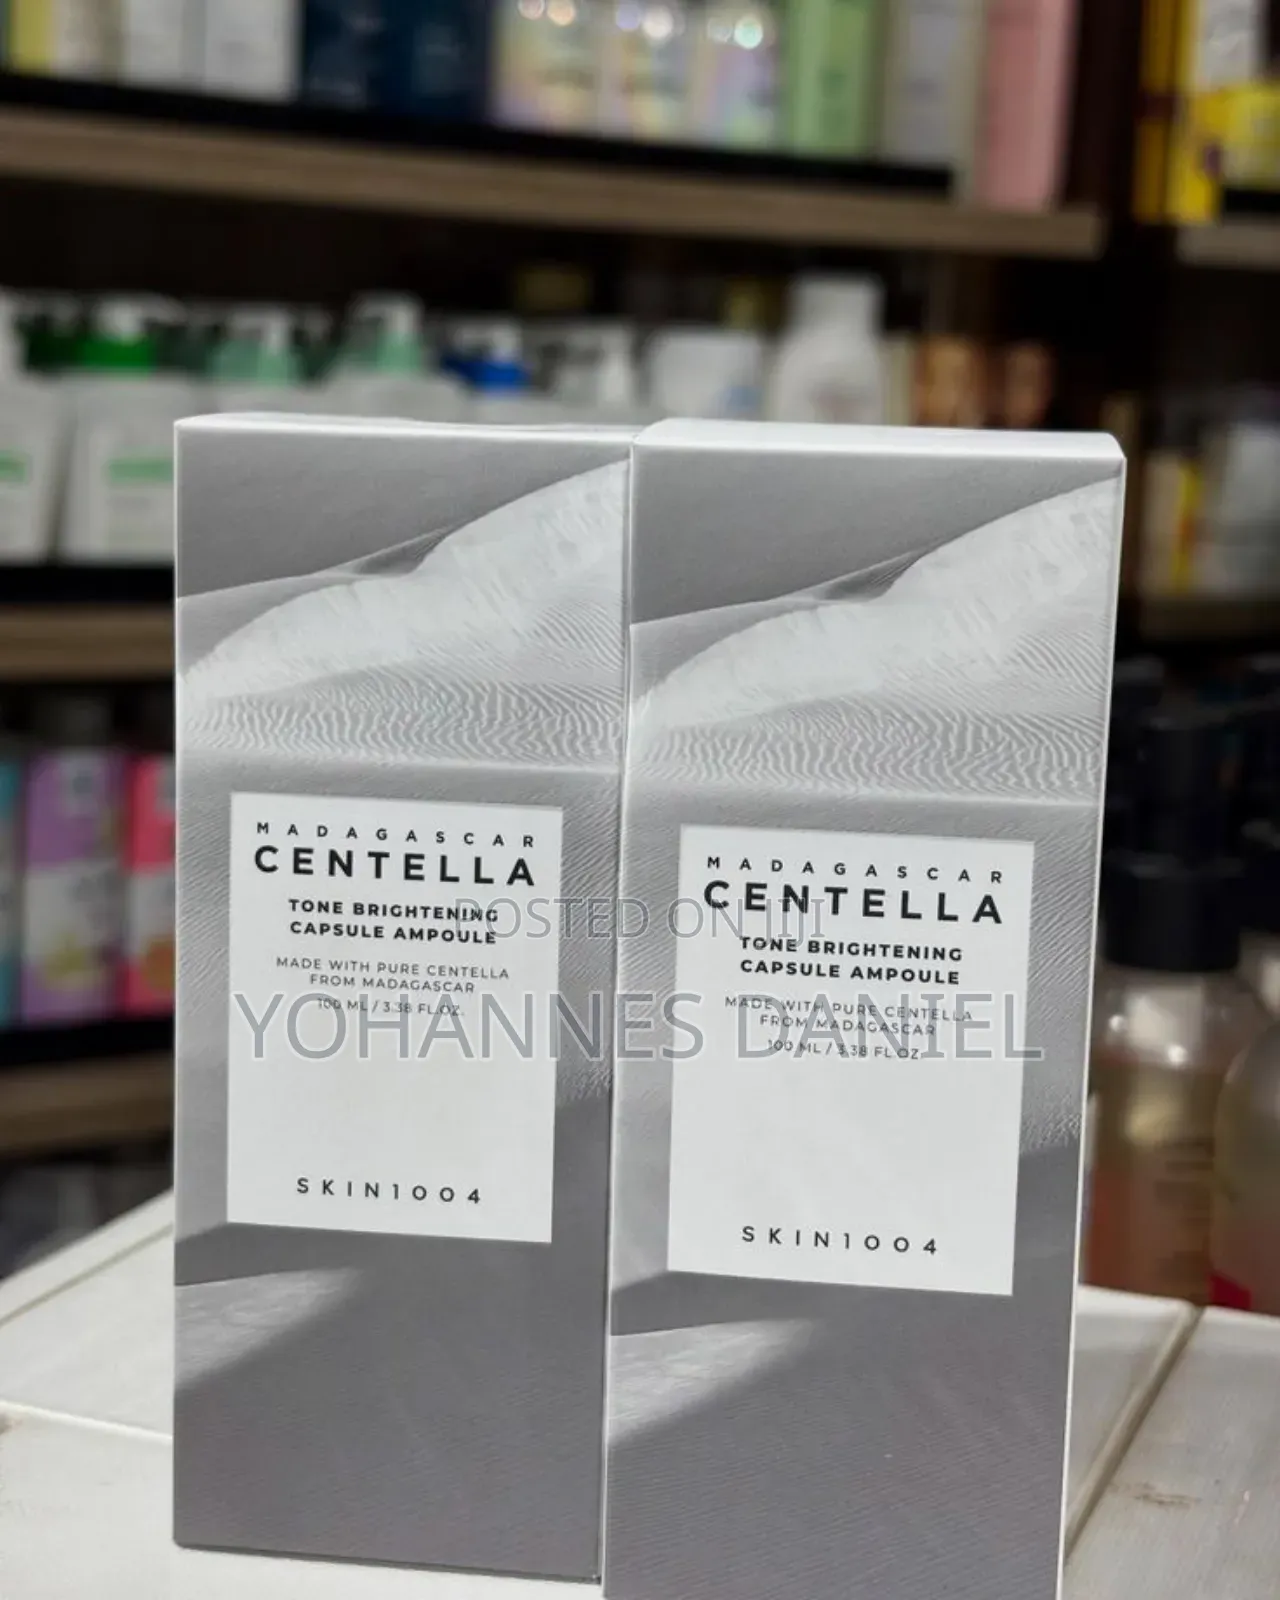 MADAGASCAR
CENTELLA
TONE BRIGHTENING
CAPSULE AMPOULE
MADE WITH PURE CENTELLA
FROM MADAGASCAR
100 ML / 3.38 FL.OZ.
SKIN1004
MADAGASCAR
CENTELLA
TONE BRIGHTENING
CAPSULE AMPOULE
MADE WITH PURE CENTELLA
FROM MADAGASCAR
100 ML / 3.38 FL.OZ.
SKIN1004
POSTED ON JIJI
YOHANNES DANIEL